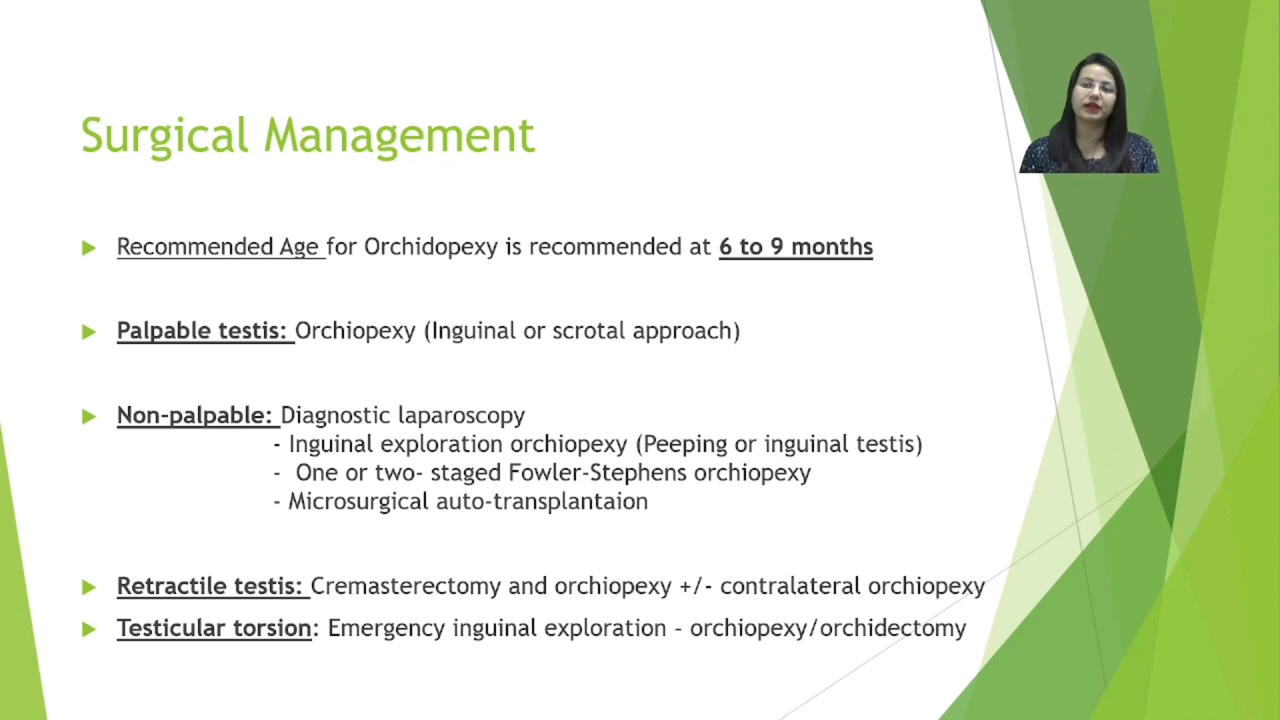 Surgical Management
Recommended Age for Orchidopexy is recommended at 6 to 9 months
Palpable testis: Orchiopexy (Inguinal or scrotal approach)
Non-palpable: Diagnostic laparoscopy
- Inguinal exploration orchiopexy (Peeping or inguinal testis)
- One or two- staged Fowler-Stephens orchiopexy
- Microsurgical auto-transplantaion
Retractile testis: Cremasterectomy and orchiopexy +/- contralateral orchiopexy
Testicular torsion: Emergency inguinal exploration – orchiopexy/orchidectomy